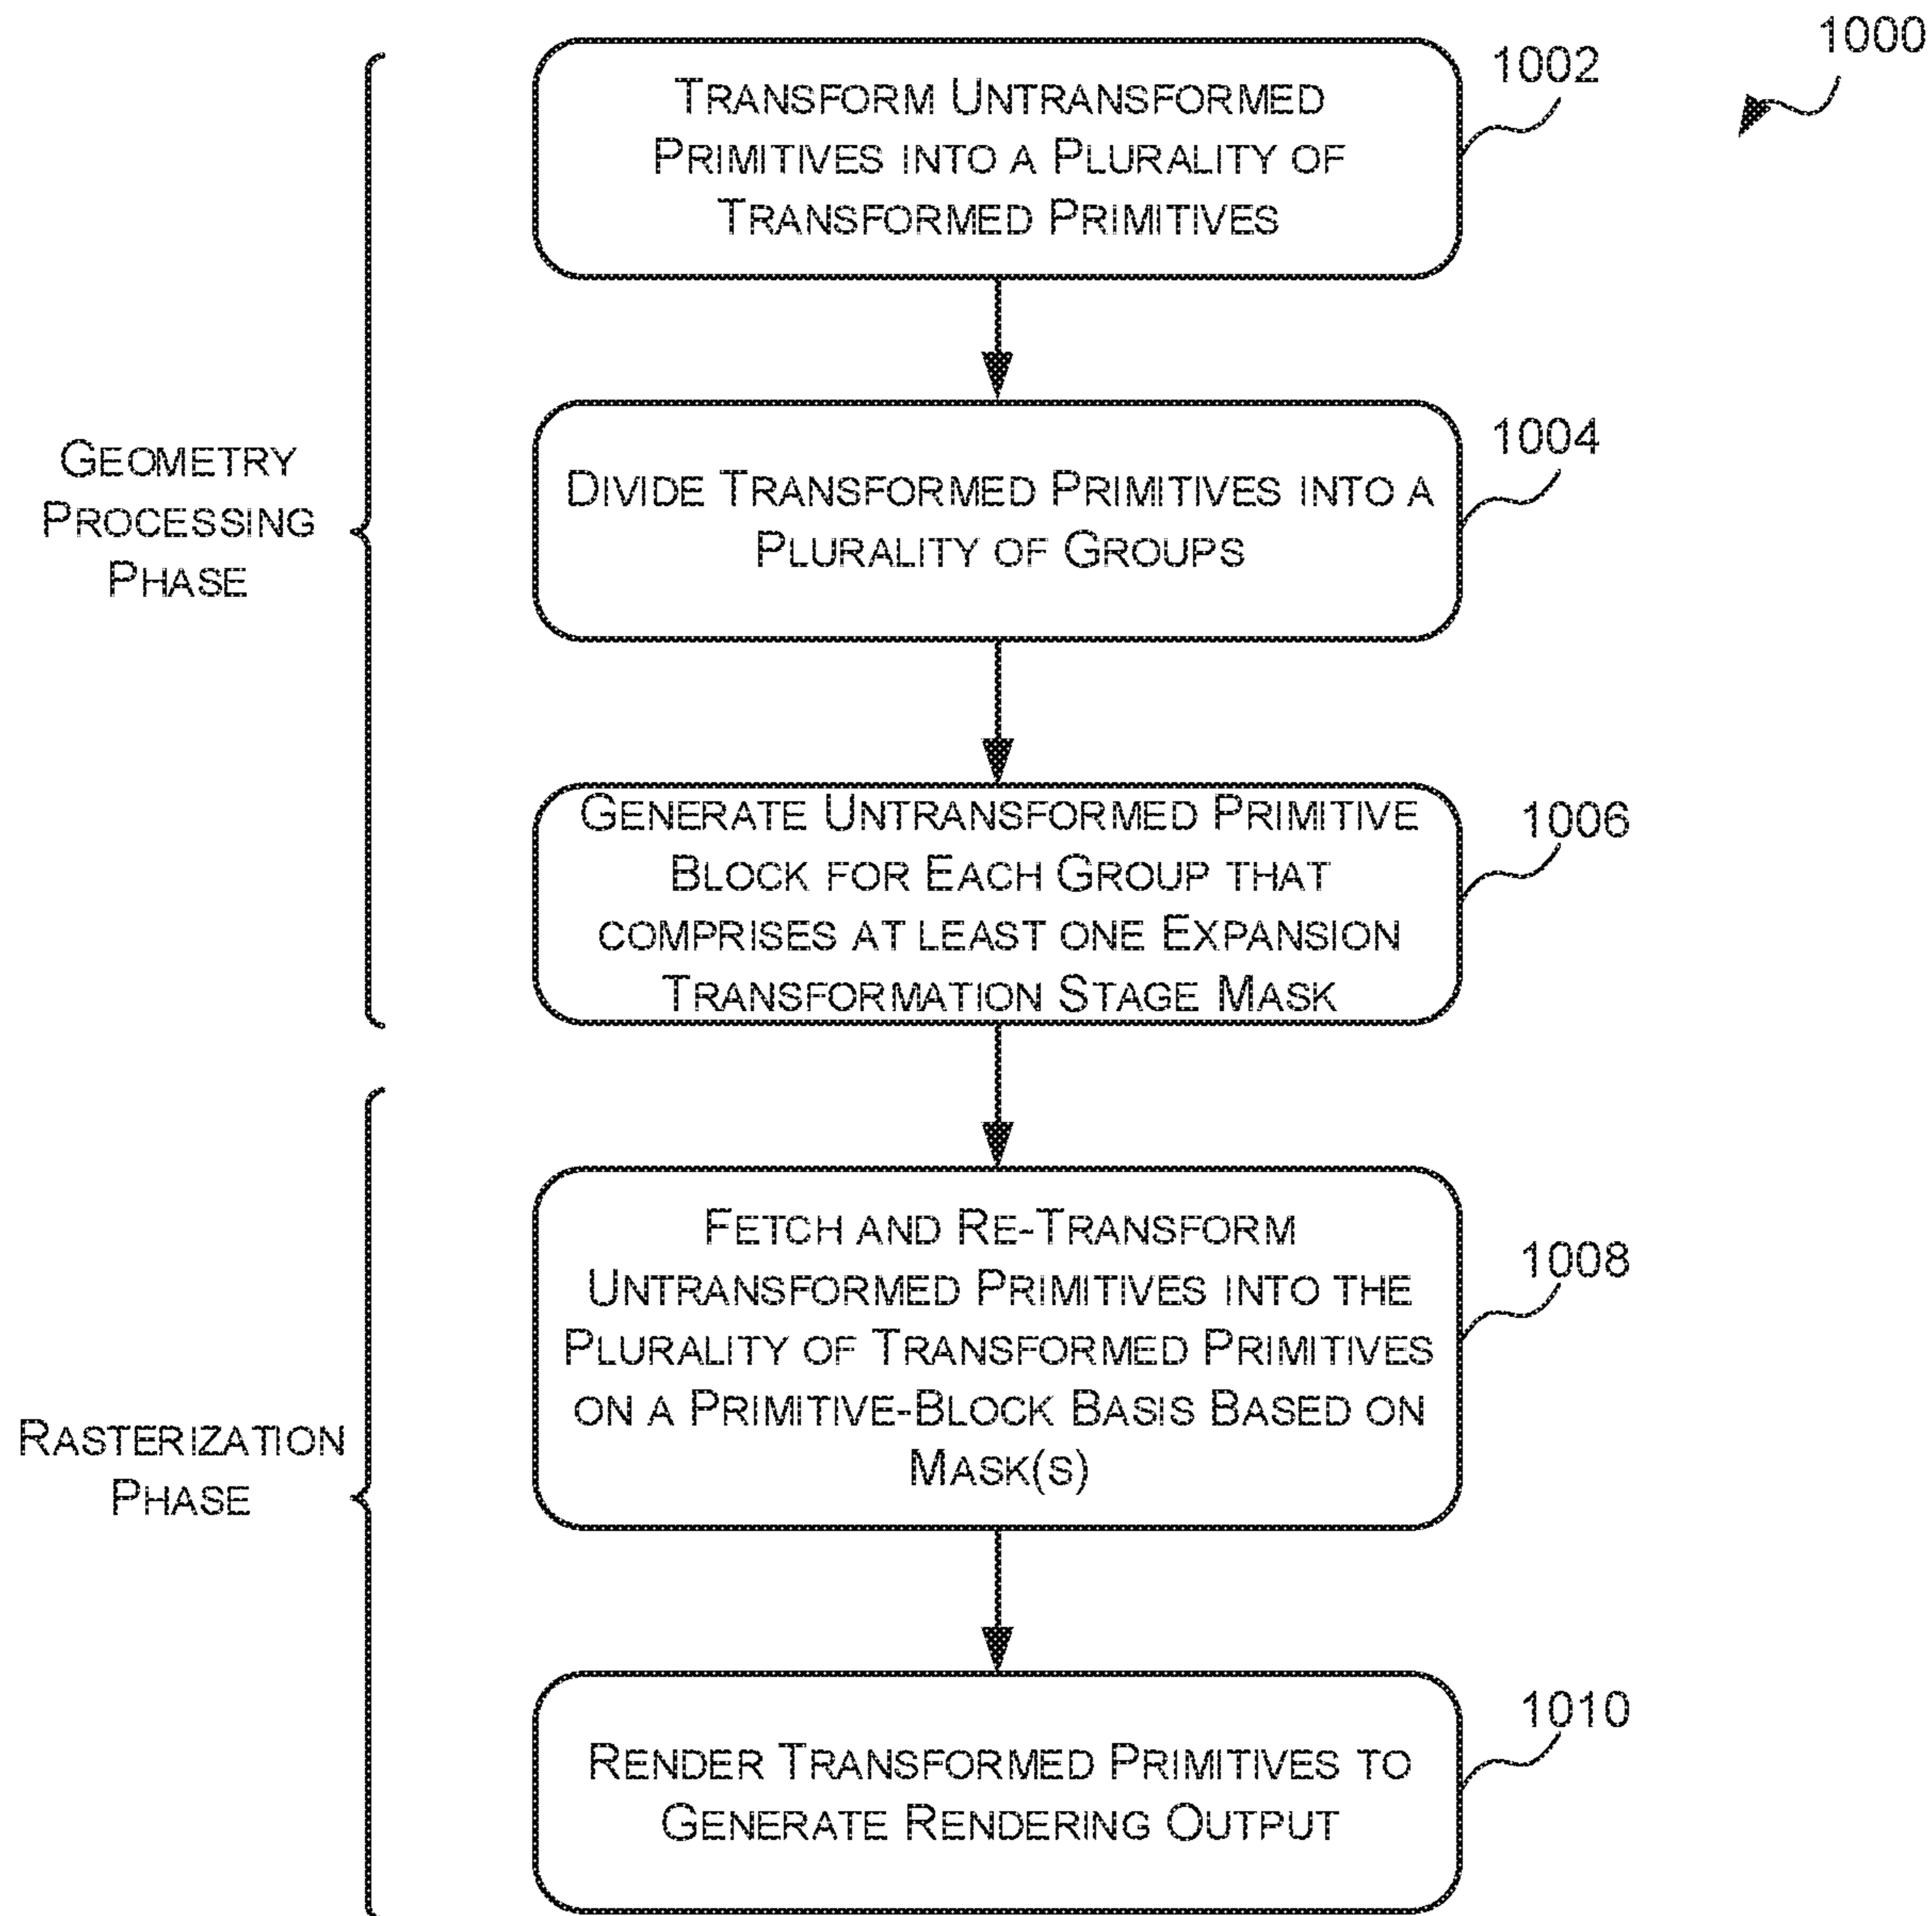 1000
1002
TRANSFORM UNTRANSFORMED
PRIMITIVES INTO A PLURALITY OF
TRANSFORMED PRIMITIVES
GEOMETRY
PROCESSING
PHASE
1004
DIVIDE TRANSFORMED PRIMITIVES INTO A
PLURALITY OF GROUPS
1006
GENERATE UNTRANSFORMED PRIMITIVE
BLOCK FOR EACH GROUP THAT
COMPRISES AT LEAST ONE EXPANSION
TRANSFORMATION STAGE MASK
1008
FETCH AND RE-TRANSFORM
UNTRANSFORMED PRIMITIVES INTO THE
PLURALITY OF TRANSFORMED PRIMITIVES
ON A PRIMITIVE-BLOCK BASIS BASED ON
MASK(S)
RASTERIZATION
PHASE
1010
RENDER TRANSFORMED PRIMITIVES TO
GENERATE RENDERING OUTPUT